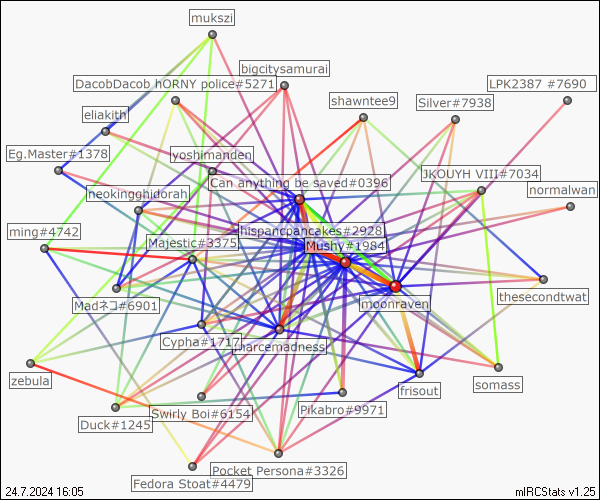 mukszi
bigcitysamurai
DacobDacob hORNY police#5271
LPK2387 #7690
shawntee9
Silver#7938
eliakith
Eg.Master#1378
yoshimanden
JKOUYH VIII#7034
Can anything be saved#0396
normalwan
neokingghidorah
ming#4742
hispancpancakes#2928
Majestic#3375
Mushy#1984
Madネコ#6901
moonraven
thesecondtwat
Cypha#1717
marcemadness
zebula
frisout
somass
Swirly Boi#6154
Pikabro#9971
Duck#1245
Pocket Persona#3326
Fedora Stoat#4479
24.7.2024 16:05
mIRCStats v1.25